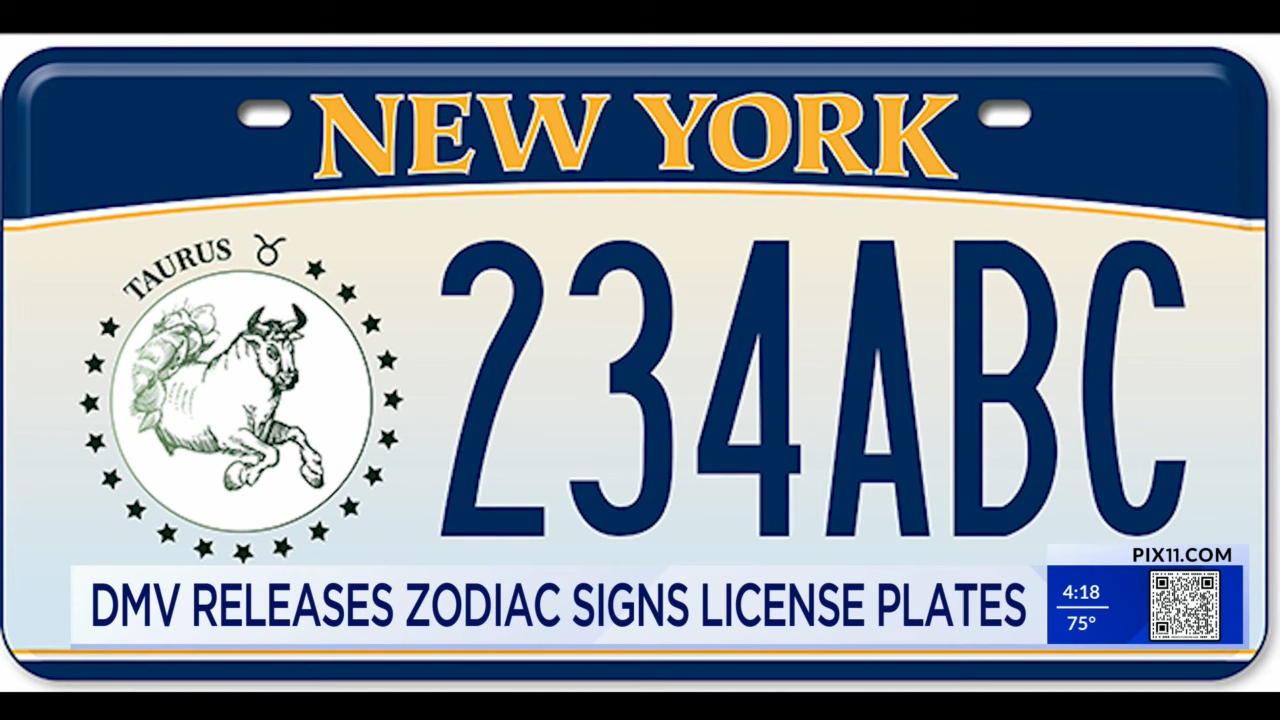 NEW YORK
TAURUS ♉
234ABC
PIX11.COM
DMV RELEASES ZODIAC SIGNS LICENSE PLATES
4:18
75°